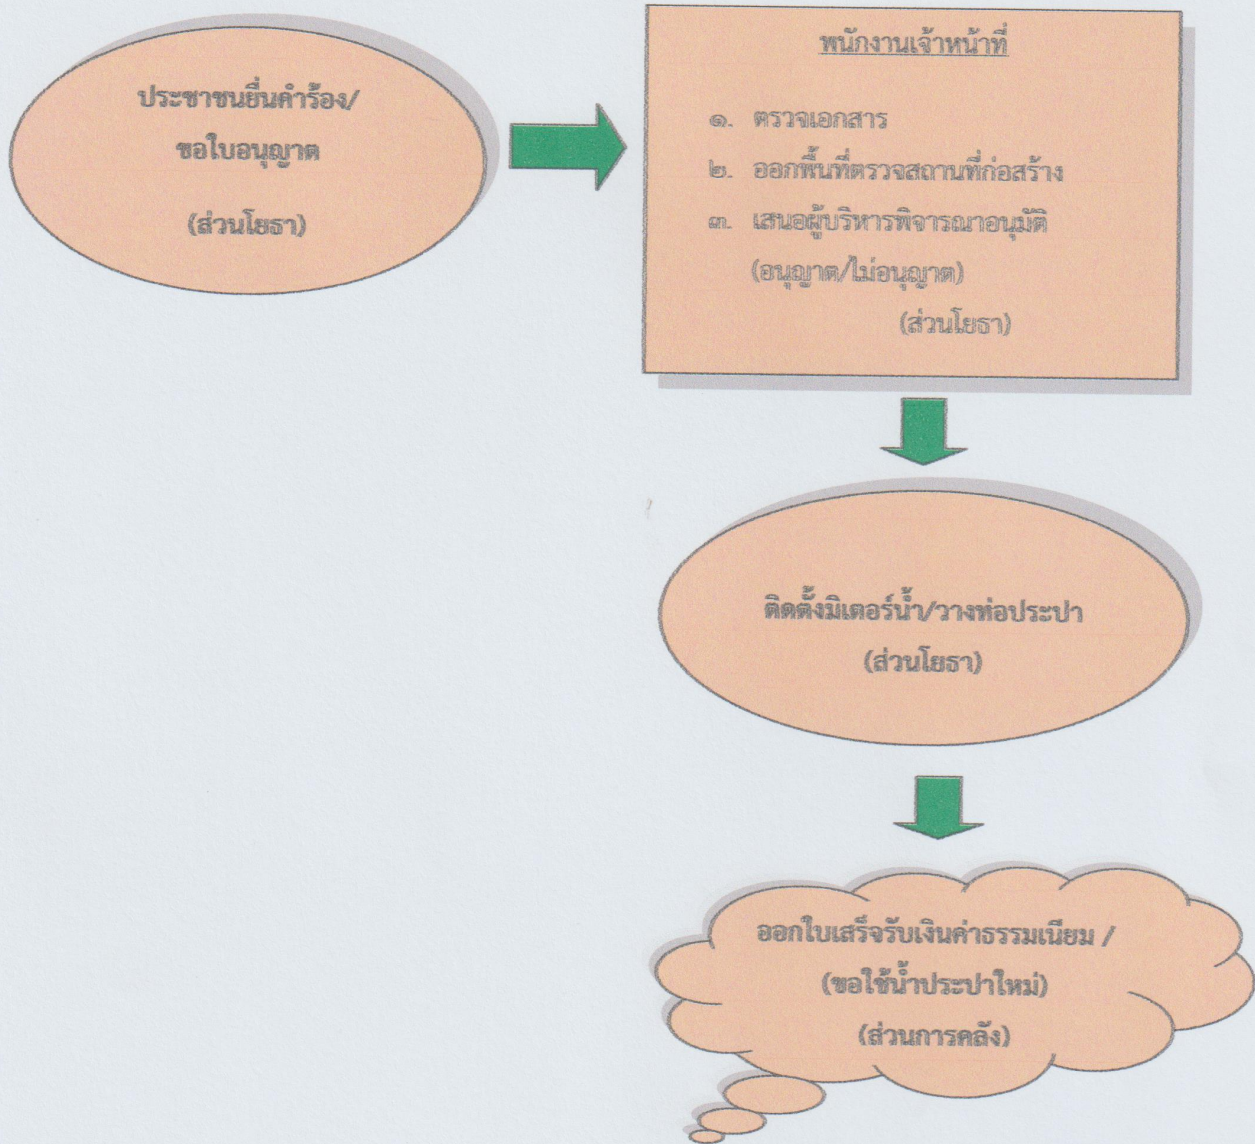 ประชาชนยื่นคำร้อง/
ขอใบอนุญาต
(ส่วนโยธา)
พนักงานเจ้าหน้าที่
๑. ตรวจเอกสาร
๒. ออกพื้นที่ตรวจสถานที่ก่อสร้าง
๓. เสนอผู้บริหารพิจารณาอนุมัติ
(อนุญาต/ไม่อนุญาต)
(ส่วนโยธา)
ติดตั้งมิเตอร์น้ำ/วางท่อประปา
(ส่วนโยธา)
ออกใบเสร็จรับเงินค่าธรรมเนียม /
(ขอใช้น้ำประปาใหม่)
(ส่วนการคลัง)